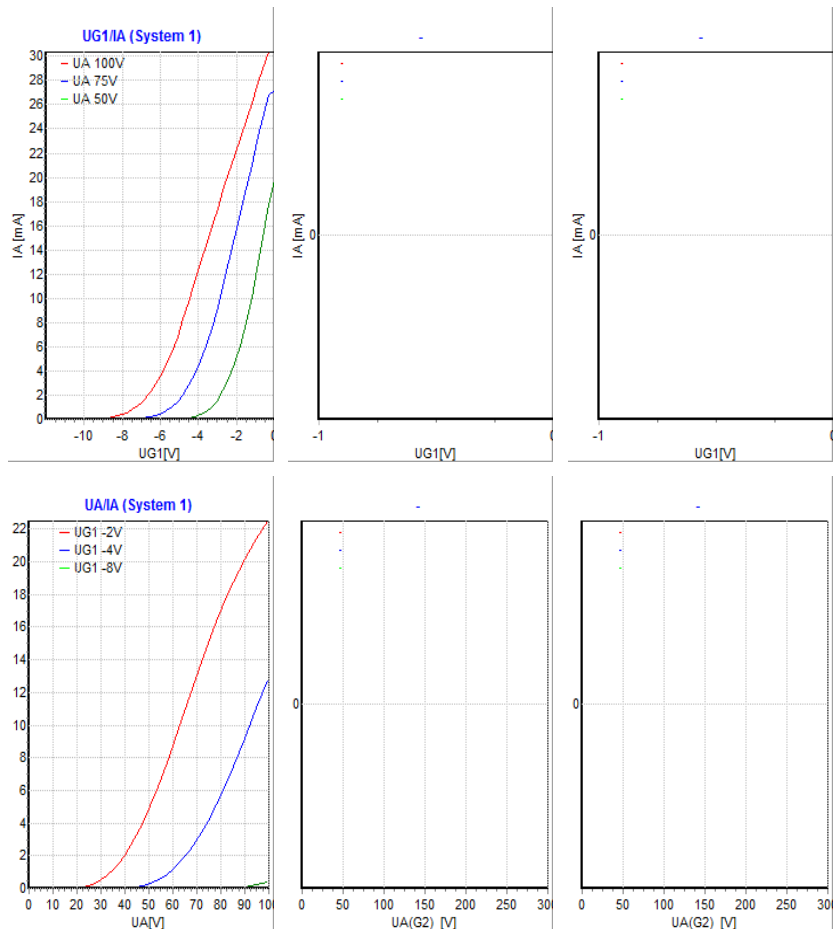 UG1/IA (System 1)
-
-
30
28
26
24
22
20
18
16
14
12
10
8
6
4
2
0
IA [mA]
UA 100V
UA 75V
UA 50V
-10 -8 -6 -4 -2 0
UG1[V]
IA [mA]
0
-1 0
UG1[V]
IA [mA]
0
-1 0
UG1[V]
UA/IA (System 1)
-
-
22
20
18
16
14
12
10
8
6
4
2
0
UG1 -2V
UG1 -4V
UG1 -8V
0 10 20 30 40 50 60 70 80 90 100
UA[V]
0
0 50 100 150 200 250 300
UA(G2) [V]
0
0 50 100 150 200 250 300
UA(G2) [V]